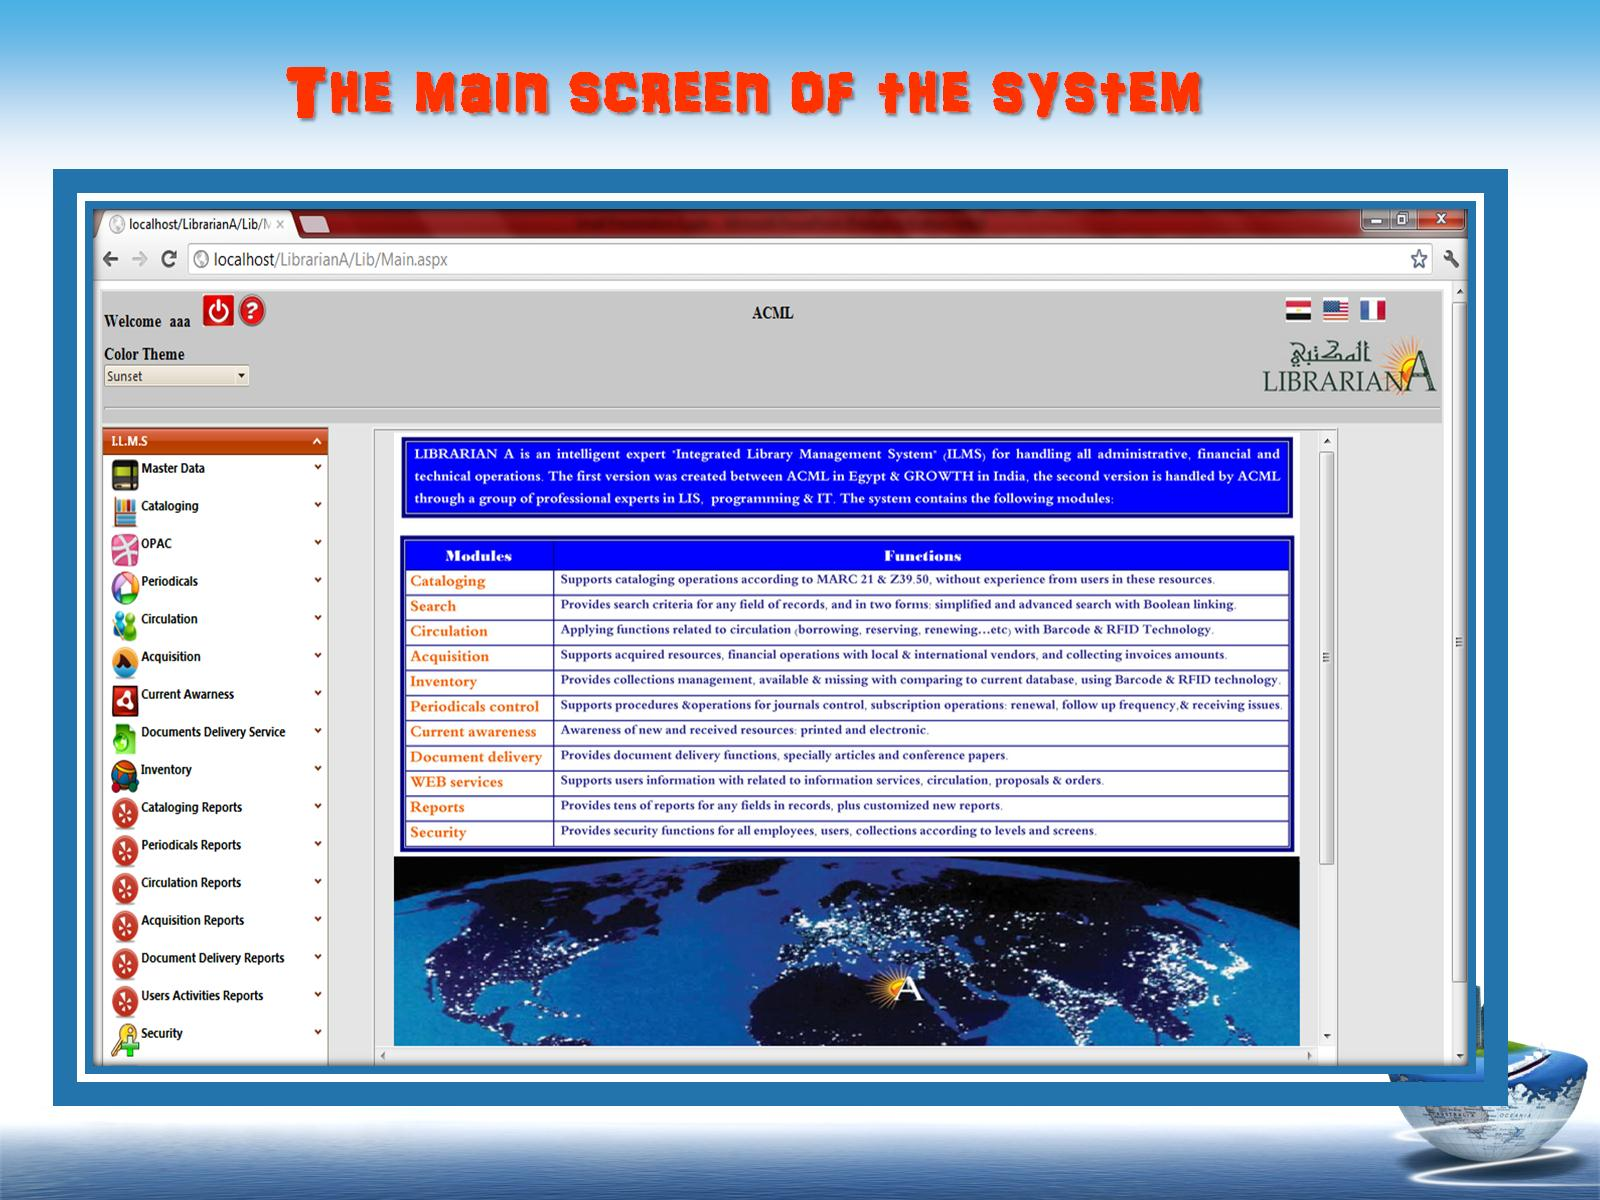 The main screen of the system
localhost/LibrarianA/Lib/M
localhost/LibrarianA/Lib/Main.aspx
Welcome aaa
ACML
Color Theme
Sunset
المكتبي
LIBRARIANA
I.L.M.S
Master Data
Cataloging
OPAC
Periodicals
Circulation
Acquisition
Current Awarness
Documents Delivery Service
Inventory
Cataloging Reports
Periodicals Reports
Circulation Reports
Acquisition Reports
Document Delivery Reports
Users Activities Reports
Security
LIBRARIAN A is an intelligent expert "Integrated Library Management System" (ILMS) for handling all administrative, financial and
technical operations. The first version was created between ACML in Egypt & GROWTH in India, the second version is handled by ACML
through a group of professional experts in LIS, programming & IT. The system contains the following modules:
Modules Functions
Cataloging Supports cataloging operations according to MARC 21 & Z39.50, without experience from users in these resources.
Search Provides search criteria for any field of records, and in two forms: simplified and advanced search with Boolean linking.
Circulation Applying functions related to circulation (borrowing, reserving, renewing...etc) with Barcode & RFID Technology.
Acquisition Supports acquired resources, financial operations with local & international vendors, and collecting invoices amounts.
Inventory Provides collections management, available & missing with comparing to current database, using Barcode & RFID technology.
Periodicals control Supports procedures &operations for journals control, subscription operations: renewal, follow up frequency,& receiving issues.
Current awareness Awareness of new and received resources: printed and electronic.
Document delivery Provides document delivery functions, specially articles and conference papers.
WEB services Supports users information with related to information services, circulation, proposals & orders.
Reports Provides tens of reports for any fields in records, plus customized new reports.
Security Provides security functions for all employees, users, collections according to levels and screens.
A
AUSTRALIA
OCEANIA